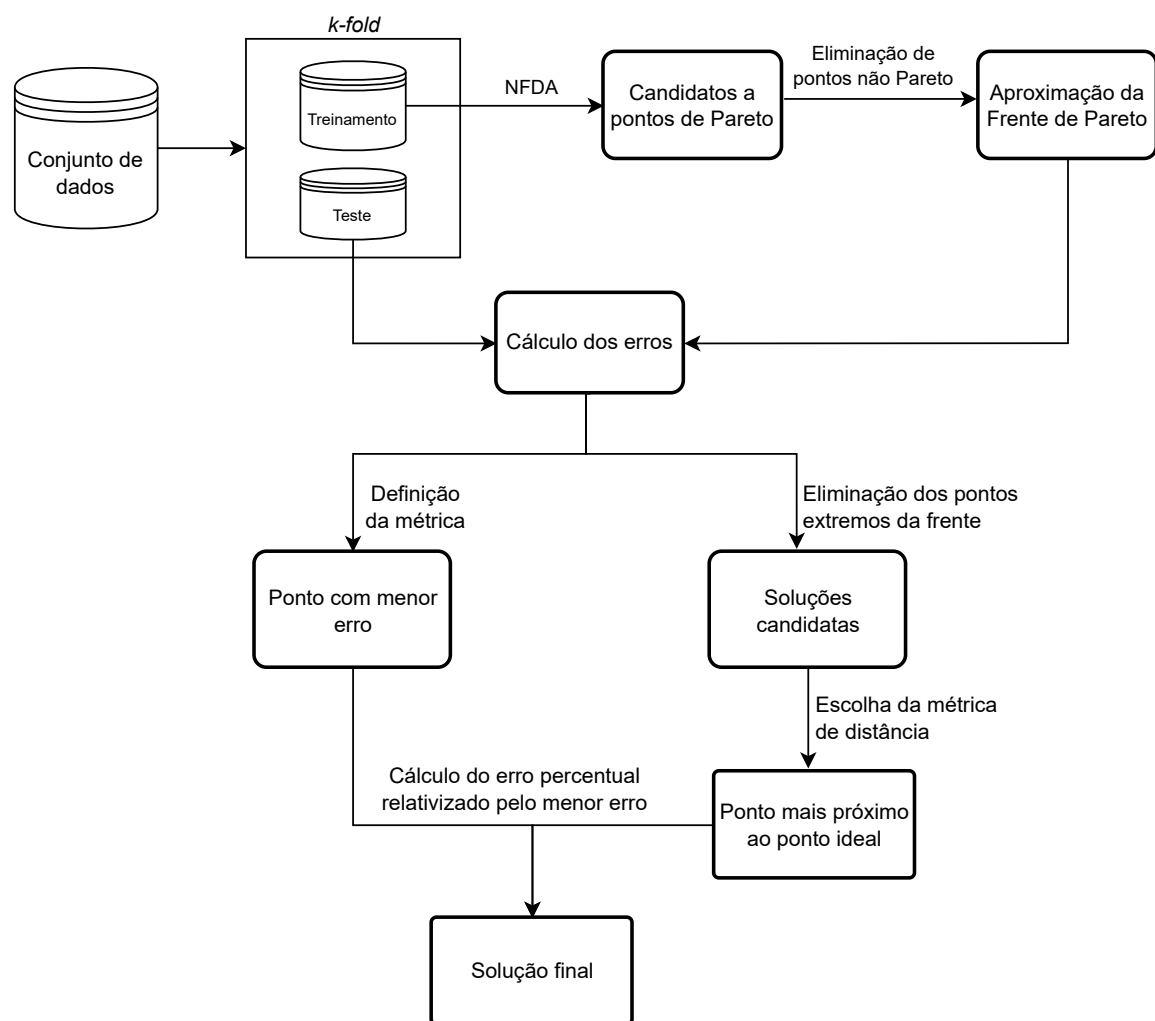 k-fold
Conjunto de
dados
Treinamento
Teste
NFDA
Candidatos a
pontos de Pareto
Eliminação de
pontos não Pareto
Aproximação da
Frente de Pareto
Cálculo dos erros
Definição
da métrica
Eliminação dos pontos
extremos da frente
Ponto com menor
erro
Soluções
candidatas
Escolha da métrica
de distância
Cálculo do erro percentual
relativizado pelo menor erro
Ponto mais próximo
ao ponto ideal
Solução final